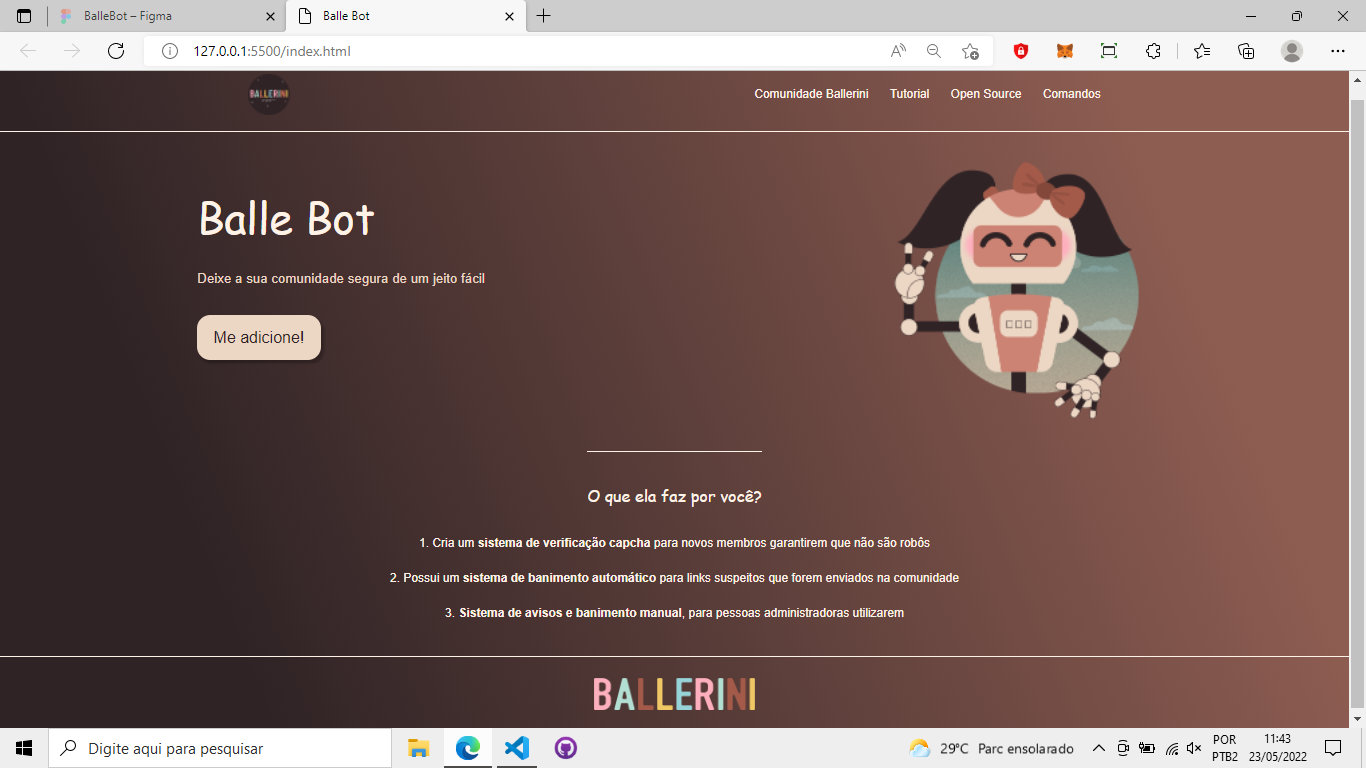 BalleBot – Figma
Balle Bot
127.0.0.1:5500/index.html
BALLERINI
Comunidade Ballerini Tutorial Open Source Comandos
Balle Bot
Deixe a sua comunidade segura de um jeito fácil
Me adicione!
O que ela faz por você?
1. Cria um sistema de verificação capcha para novos membros garantirem que não são robôs
2. Possui um sistema de banimento automático para links suspeitos que forem enviados na comunidade
3. Sistema de avisos e banimento manual, para pessoas administradoras utilizarem
BALLERINI
Digite aqui para pesquisar
29°C Parc ensolarado
POR
PTB2
11:43
23/05/2022